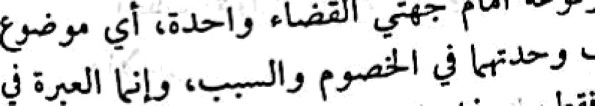 أمام جهتي القضاء واحدة، أي موضوع
وحدتهما في الخصوم والسبب، وإنما العبرة في